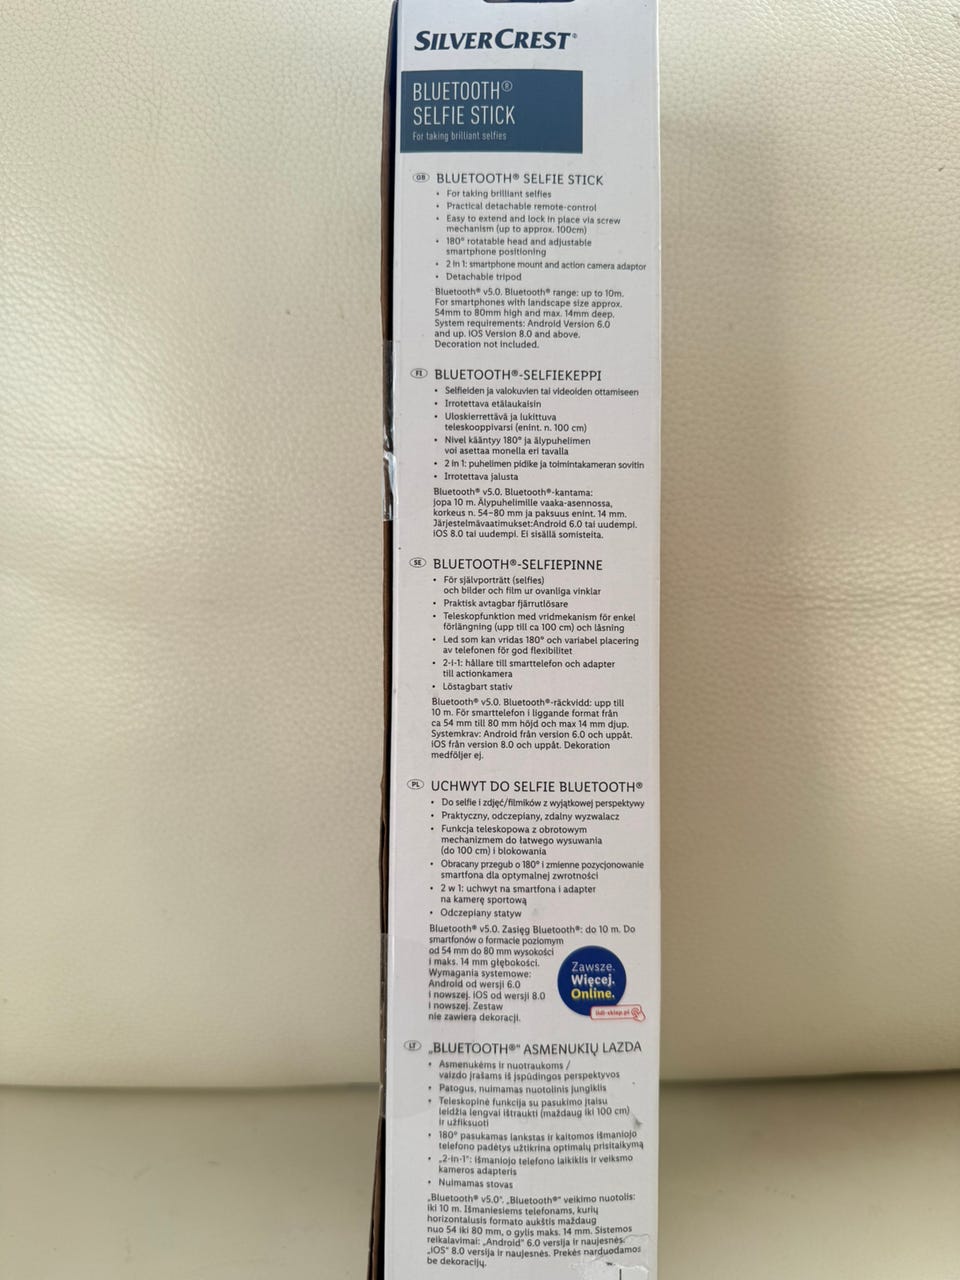 SILVERCREST®
BLUETOOTH®
SELFIE STICK
For taking brilliant selfies
GB BLUETOOTH® SELFIE STICK
• For taking brilliant selfies
• Practical detachable remote-control
• Easy to extend and lock in place via screw
mechanism (up to approx. 100cm)
• 180° rotatable head and adjustable
smartphone positioning
• 2 in 1: smartphone mount and action camera adaptor
• Detachable tripod
Bluetooth® v5.0. Bluetooth® range: up to 10m.
For smartphones with landscape size approx.
54mm to 80mm high and max. 14mm deep.
System requirements: Android Version 6.0
and up. iOS Version 8.0 and above.
Decoration not included.
FI BLUETOOTH®-SELFIEKEPPI
• Selfieiden ja valokuvien tai videoiden ottamiseen
• Irrotettava etälaukaisin
• Uloskierrettävä ja lukittuva
teleskooppivarsi (enint. n. 100 cm)
• Nivel kääntyy 180° ja älypuhelimen
voi asettaa monella eri tavalla
• 2 in 1: puhelimen pidike ja toimintakameran sovitin
• Irrotettava jalusta
Bluetooth® v5.0. Bluetooth®-kantama:
jopa 10 m. Älypuhelimille vaaka-asennossa,
korkeus n. 54–80 mm ja paksuus enint. 14 mm.
Järjestelmävaatimukset:Android 6.0 tai uudempi.
iOS 8.0 tai uudempi. Ei sisällä somisteita.
SE BLUETOOTH®-SELFIEPINNE
• För självporträtt (selfies)
och bilder och film ur ovanliga vinklar
• Praktisk avtagbar fjärrutlösare
• Teleskopfunktion med vridmekanism för enkel
förlängning (upp till ca 100 cm) och låsning
• Led som kan vridas 180° och variabel placering
av telefonen för god flexibilitet
• 2-i-1: hållare till smarttelefon och adapter
till actionkamera
• Löstagbart stativ
Bluetooth® v5.0. Bluetooth®-räckvidd: upp till
10 m. För smarttelefon i liggande format från
ca 54 mm till 80 mm höjd och max 14 mm djup.
Systemkrav: Android från version 6.0 och uppåt.
iOS från version 8.0 och uppåt. Dekoration
medföljer ej.
PL UCHWYT DO SELFIE BLUETOOTH®
• Do selfie i zdjęć/filmików z wyjątkowej perspektywy
• Praktyczny, odczepiany, zdalny wyzwalacz
• Funkcja teleskopowa z obrotowym
mechanizmem do łatwego wysuwania
(do 100 cm) i blokowania
• Obracany przegub o 180° i zmienne pozycjonowanie
smartfona dla optymalnej zwrotności
• 2 w 1: uchwyt na smartfona i adapter
na kamerę sportową
• Odczepiany statyw
Bluetooth® v5.0. Zasięg Bluetooth®: do 10 m. Do
smartfonów o formacie poziomym
od 54 mm do 80 mm wysokości
i maks. 14 mm głębokości.
Wymagania systemowe:
Android od wersji 6.0
i nowszej. iOS od wersji 8.0
i nowszej. Zestaw
nie zawiera dekoracji.
Zawsze.
Więcej.
Online.
lidl-sklep.pl
LT „BLUETOOTH®“ ASMENUKIŲ LAZDA
• Asmenukėms ir nuotraukoms /
vaizdo įrašams iš įspūdingos perspektyvos
• Patogus, nuimamas nuotolinis jungiklis
• Teleskopinė funkcija su pasukimo įtaisu
leidžia lengvai ištraukti (maždaug iki 100 cm)
ir užfiksuoti
• 180° pasukamas lankstas ir kaitomos išmaniojo
telefono padėtys užtikrina optimalų prisitaikymą
• „2-in-1“: išmaniojo telefono laikiklis ir veiksmo
kameros adapteris
• Nuimamas stovas
„Bluetooth® v5.0“. „Bluetooth®“ veikimo nuotolis:
iki 10 m. Išmaniesiems telefonams, kurių
horizontalusis formato aukštis maždaug
nuo 54 iki 80 mm, o gylis maks. 14 mm. Sistemos
reikalavimai: „Android“ 6.0 versija ir naujesnės.
„iOS“ 8.0 versija ir naujesnės. Prekės narduodamos
be dekoracijų.